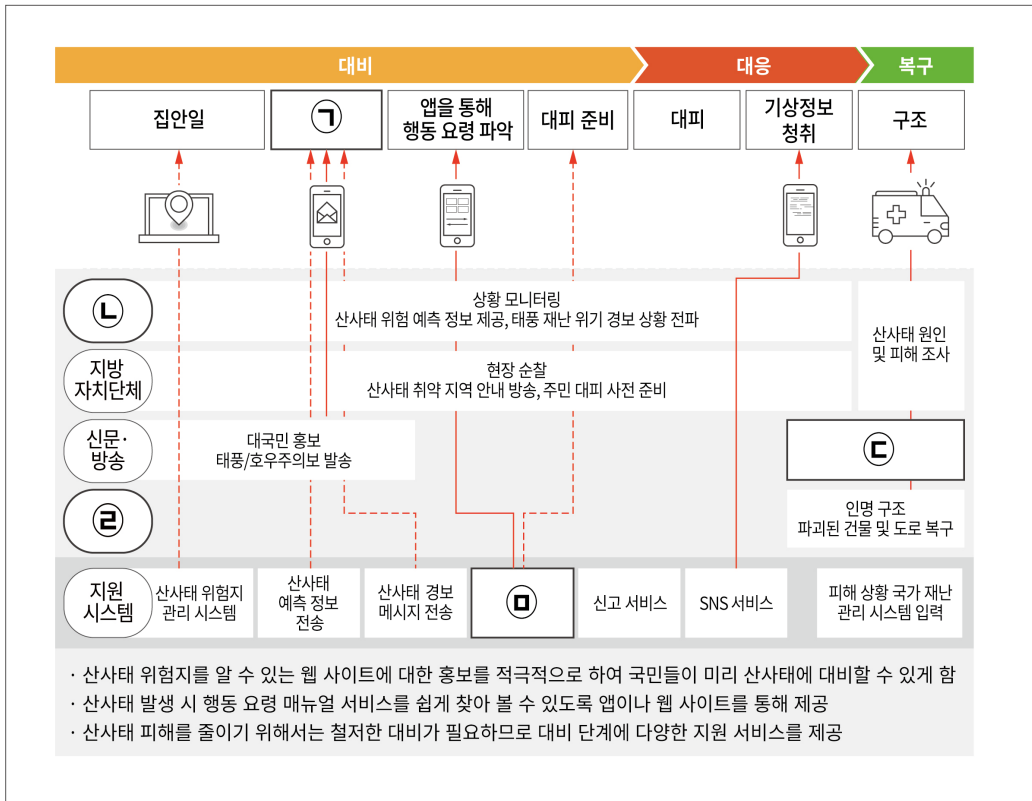 대비
대응
복구
집안일
㉠
앱을 통해
행동 요령 파악
대피 준비
대피
기상정보
청취
구조
㉡
상황 모니터링
산사태 위험 예측 정보 제공, 태풍 재난 위기 경보 상황 전파
산사태 원인
및 피해 조사
지방
자치단체
현장 순찰
산사태 취약 지역 안내 방송, 주민 대피 사전 준비
신문·
방송
대국민 홍보
태풍/호우주의보 발송
㉢
㉣
인명 구조
파괴된 건물 및 도로 복구
지원
시스템
산사태 위험지
관리 시스템
산사태
예측 정보
전송
산사태 경보
메시지 전송
㉤
신고 서비스
SNS 서비스
피해 상황 국가 재난
관리 시스템 입력
· 산사태 위험지를 알 수 있는 웹 사이트에 대한 홍보를 적극적으로 하여 국민들이 미리 산사태에 대비할 수 있게 함
· 산사태 발생 시 행동 요령 매뉴얼 서비스를 쉽게 찾아 볼 수 있도록 앱이나 웹 사이트를 통해 제공
· 산사태 피해를 줄이기 위해서는 철저한 대비가 필요하므로 대비 단계에 다양한 지원 서비스를 제공